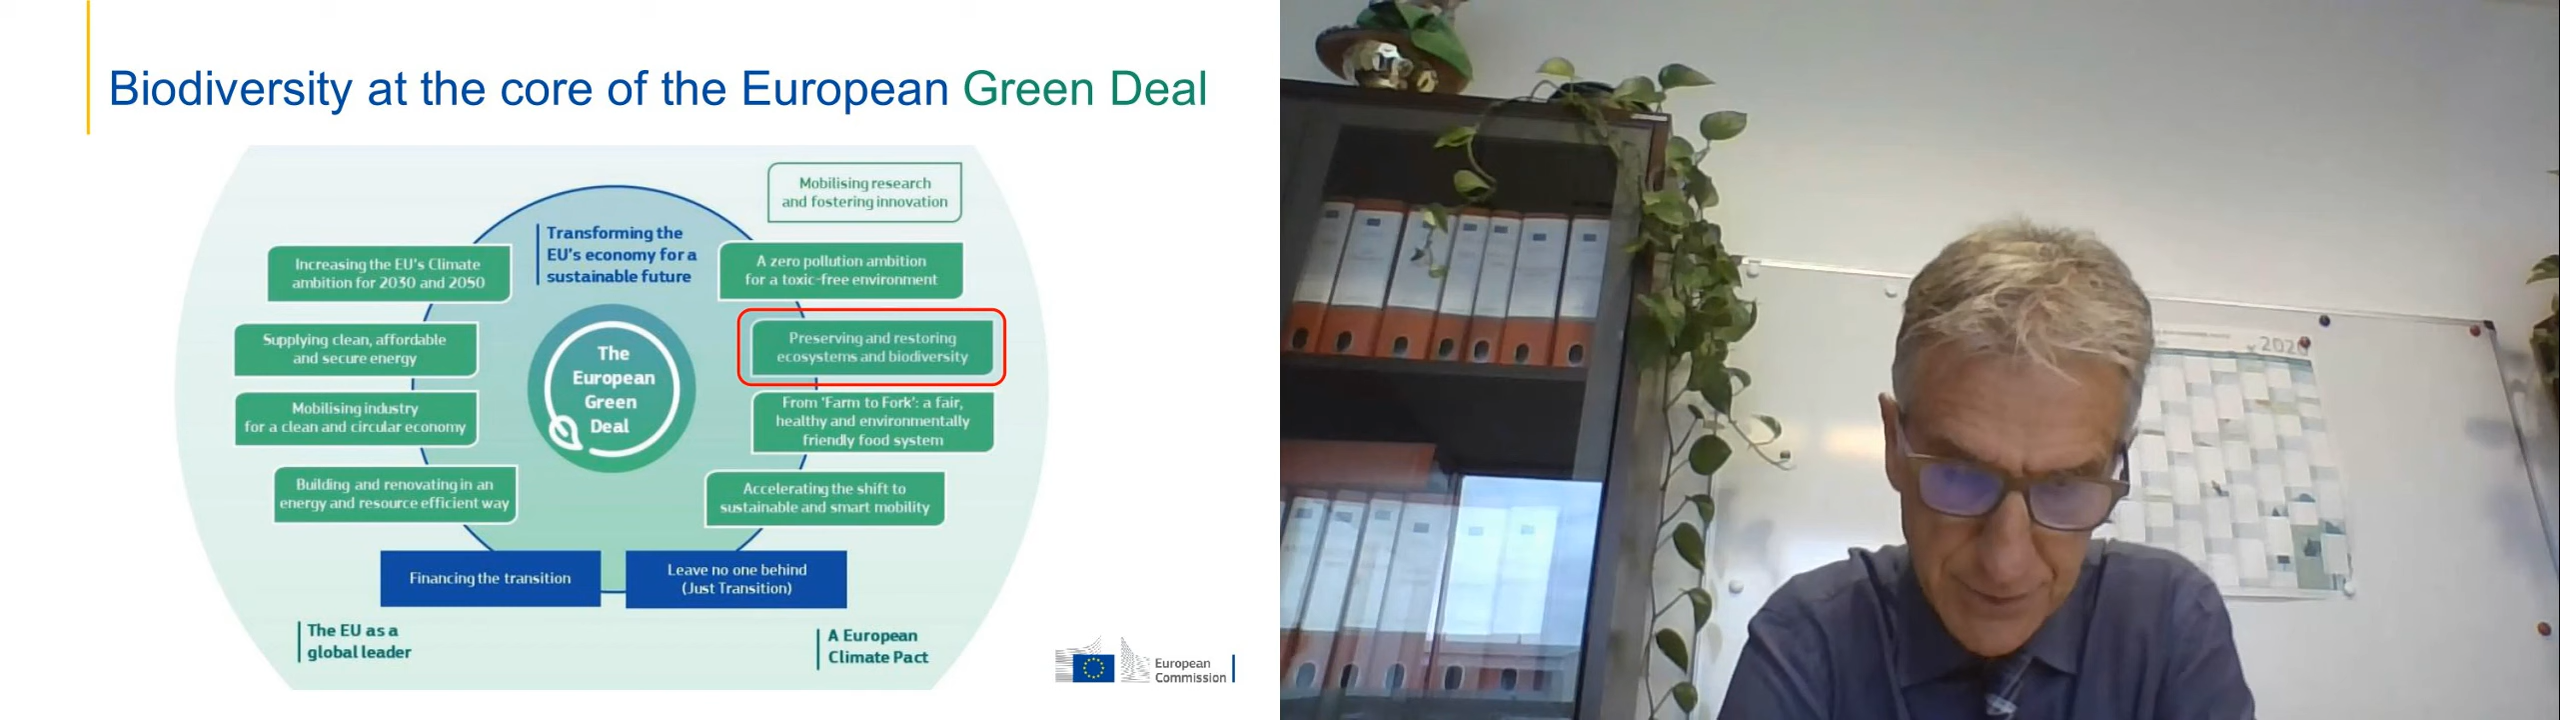 Biodiversity at the core of the European Green Deal
Mobilising research
and fostering innovation
Transforming the
EU's economy for a
sustainable future
Increasing the EU's Climate
ambition for 2030 and 2050
A zero pollution ambition
for a toxic-free environment
Supplying clean, affordable
and secure energy
Preserving and restoring
ecosystems and biodiversity
The
European
Green
Deal
Mobilising industry
for a clean and circular economy
From 'Farm to Fork': a fair,
healthy and environmentally
friendly food system
Building and renovating in an
energy and resource efficient way
Accelerating the shift to
sustainable and smart mobility
Financing the transition
Leave no one behind
(Just Transition)
The EU as a
global leader
A European
Climate Pact
European
Commission
2020